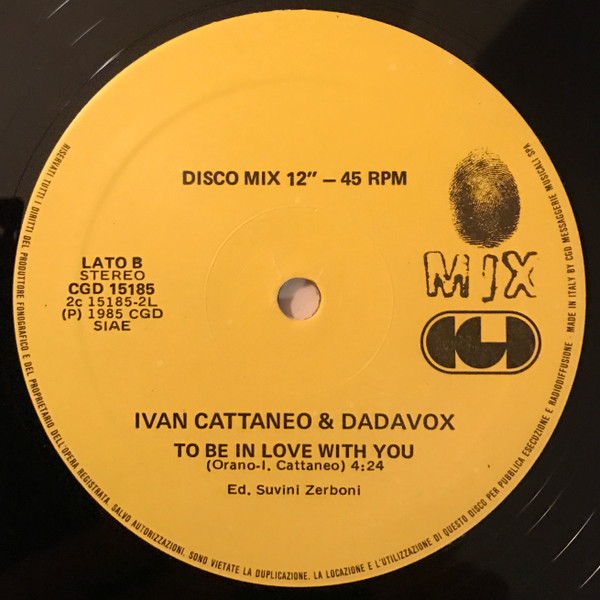 DISCO MIX 12" – 45 RPM
MIX
CGD
LATO B
STEREO
CGD 15185
2c 15185-2L
(P) 1985 CGD
SIAE
IVAN CATTANEO & DADAVOX
TO BE IN LOVE WITH YOU
(Orano-I. Cattaneo) 4:24
Ed. Suvini Zerboni
RISERVATI TUTTI I DIRITTI DEL PRODUTTORE FONOGRAFICO E DEL PROPRIETARIO DELL'OPERA REGISTRATA. SALVO AUTORIZZAZIONI, SONO VIETATE LA DUPLICAZIONE, LA LOCAZIONE E L'UTILIZZAZIONE DI QUESTO DISCO PER PUBBLICA ESECUZIONE E RADIODIFFUSIONE - MADE IN ITALY BY CGD MESSAGGERIE MUSICALI SPA